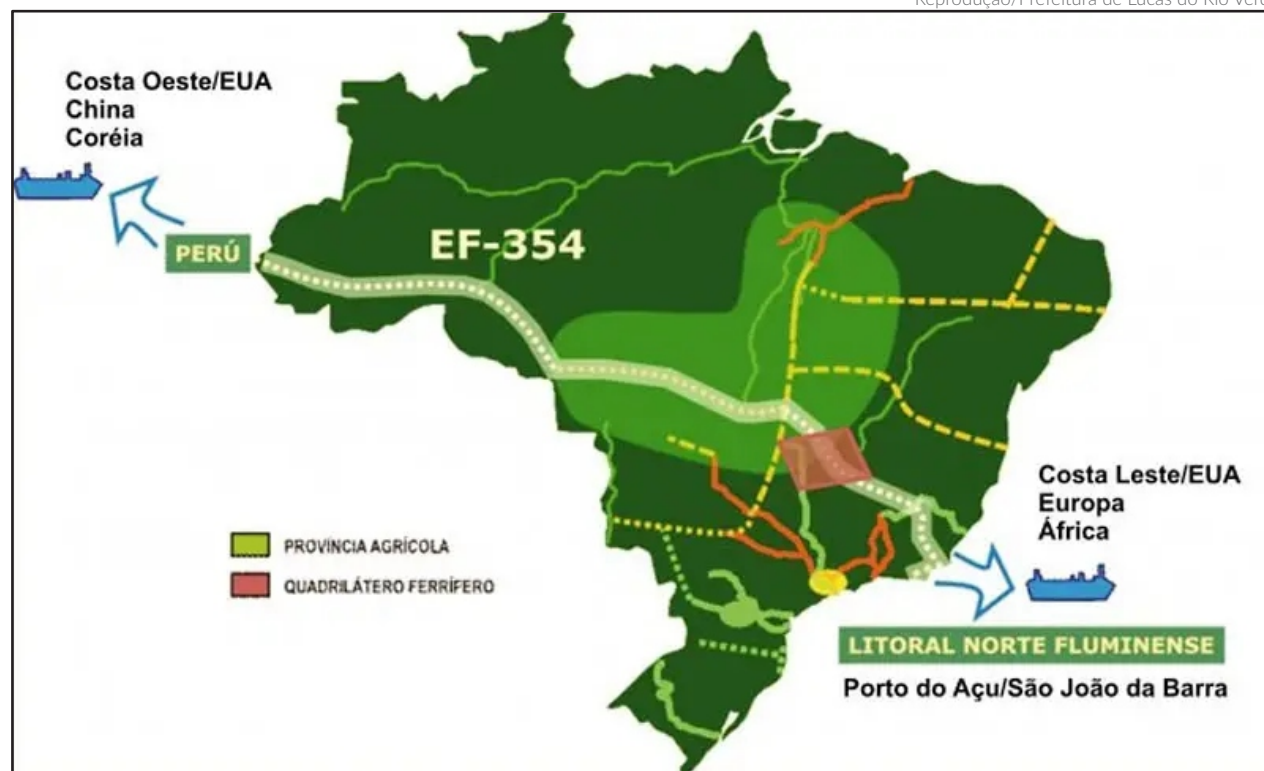 Costa Oeste/EUA
China
Coréia
PERÚ
EF-354
Costa Leste/EUA
Europa
África
PROVÍNCIA AGRÍCOLA
QUADRILÁTERO FERRÍFERO
LITORAL NORTE FLUMINENSE
Porto do Açu/São João da Barra